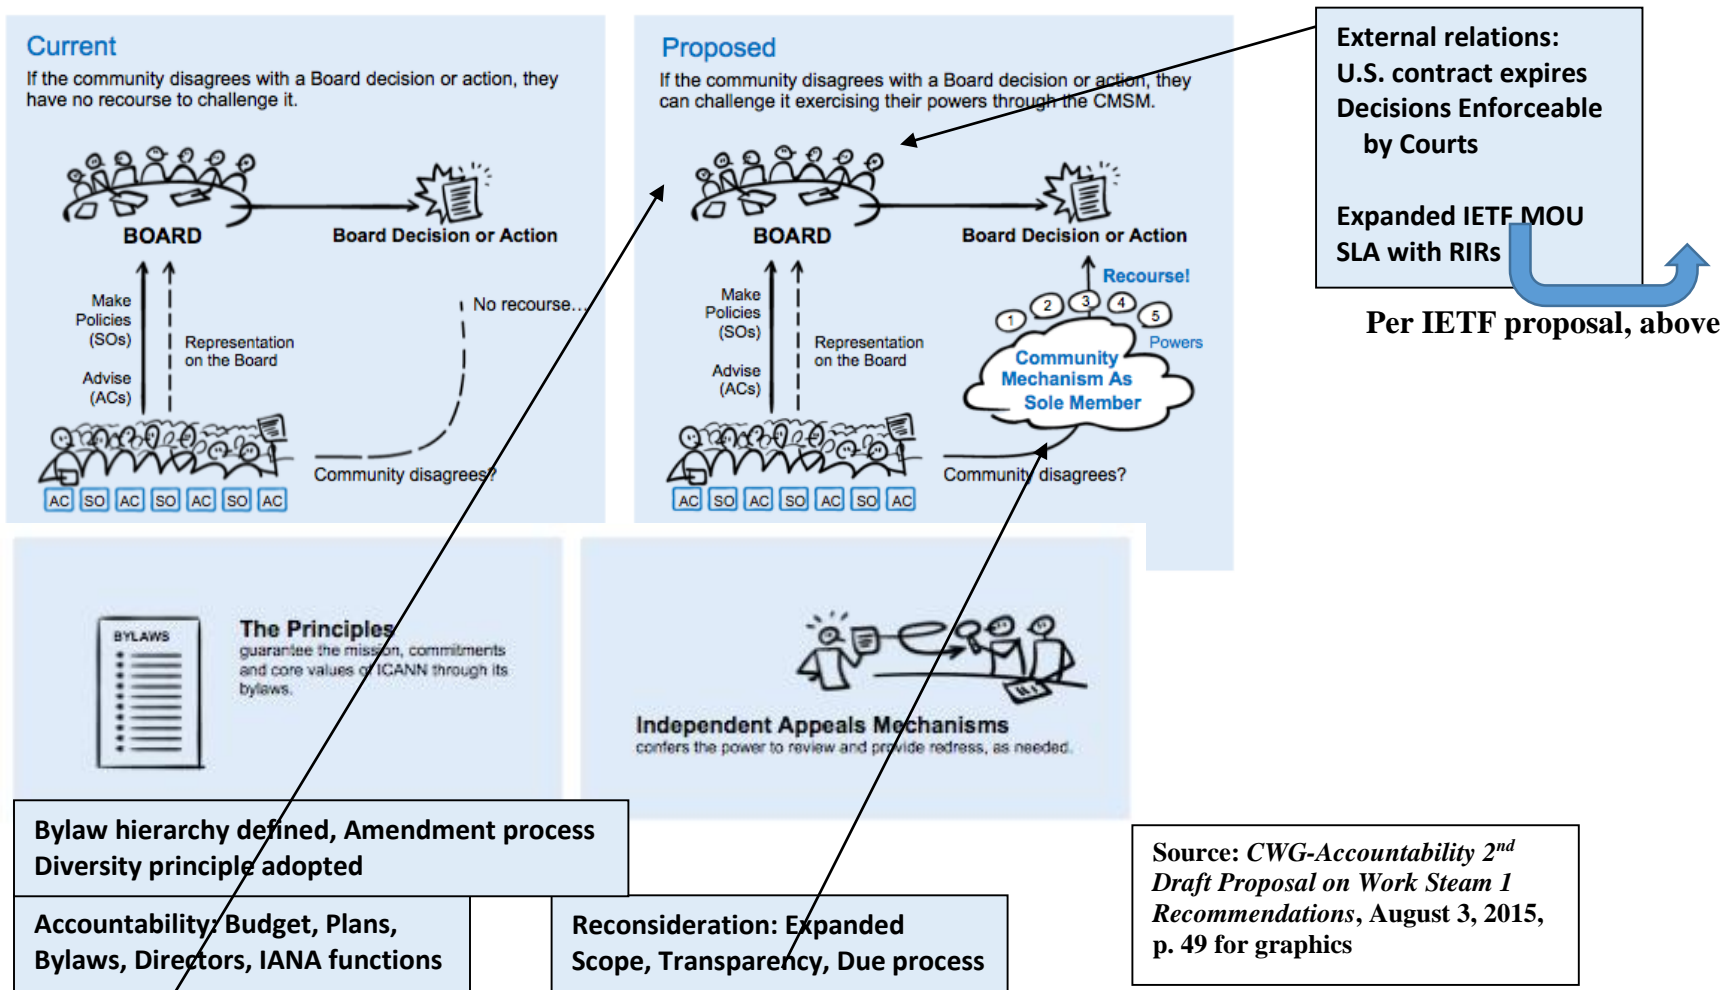 Current
If the community disagrees with a Board decision or action, they
have no recourse to challenge it.
BOARD
Board Decision or Action
Make
Policies
(SOs)
Advise
(ACs)
Representation
on the Board
No recourse...
Community disagrees?
AC SO AC SO AC SO AC
Proposed
If the community disagrees with a Board decision or action, they
can challenge it exercising their powers through the CMSM.
BOARD
Board Decision or Action
Make
Policies
(SOs)
Advise
(ACs)
Representation
on the Board
Recourse!
1 2 3 4 5
Powers
Community
Mechanism As
Sole Member
Community disagrees?
AC SO AC SO AC SO AC
External relations:
U.S. contract expires
Decisions Enforceable
by Courts
Expanded IETF MOU
SLA with RIRs
Per IETF proposal, above
BYLAWS
The Principles
guarantee the mission, commitments
and core values of ICANN through its
bylaws.
Independent Appeals Mechanisms
confers the power to review and provide redress, as needed.
Bylaw hierarchy defined, Amendment process
Diversity principle adopted
Accountability: Budget, Plans,
Bylaws, Directors, IANA functions
Reconsideration: Expanded
Scope, Transparency, Due process
Source: CWG-Accountability 2nd
Draft Proposal on Work Steam 1
Recommendations, August 3, 2015,
p. 49 for graphics